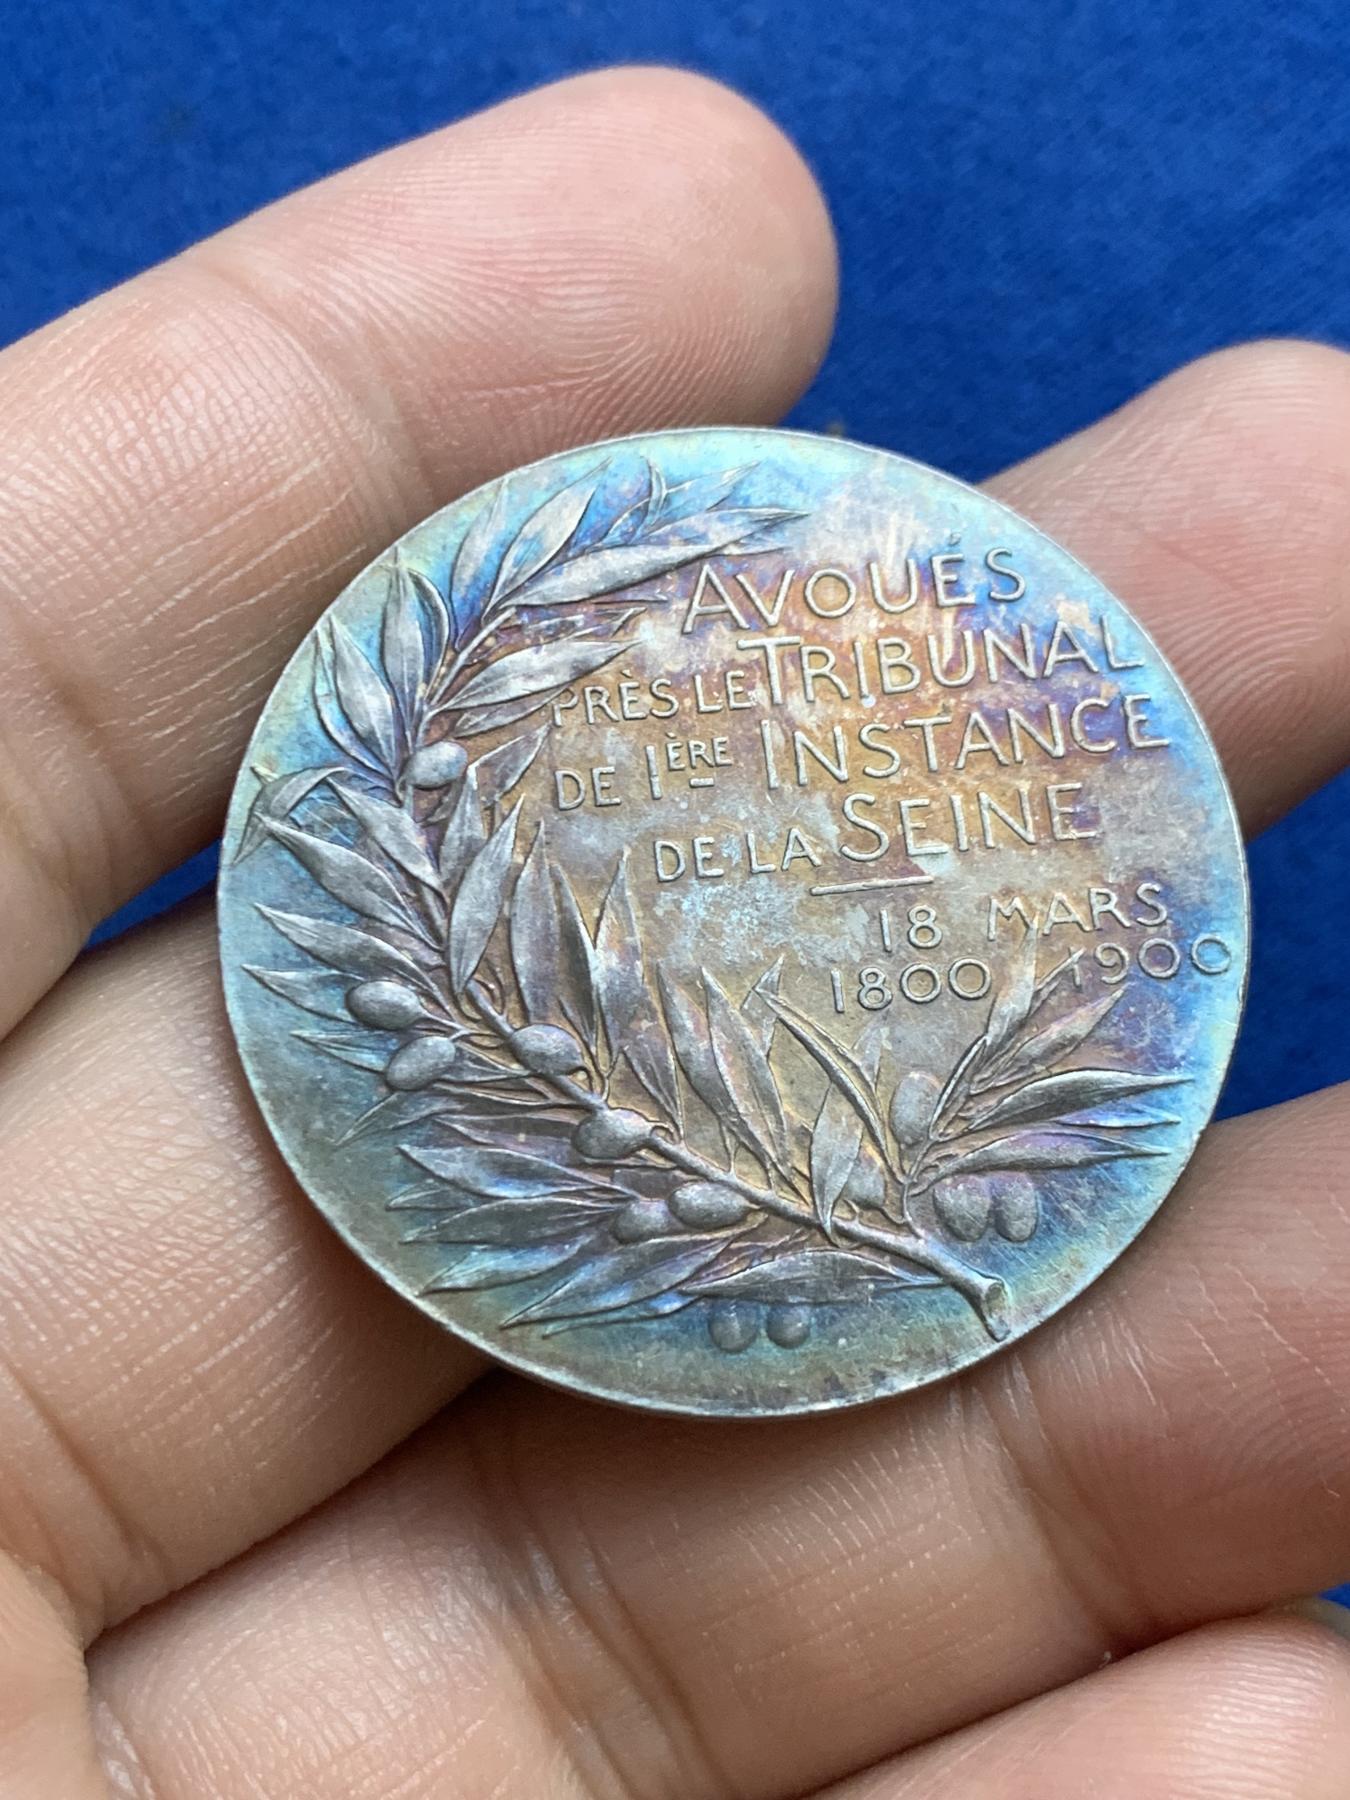 AVOUÉS
PRÈS LE TRIBUNAL
DE 1ÈRE INSTANCE
DE LA SEINE
18 MARS
1800 1900